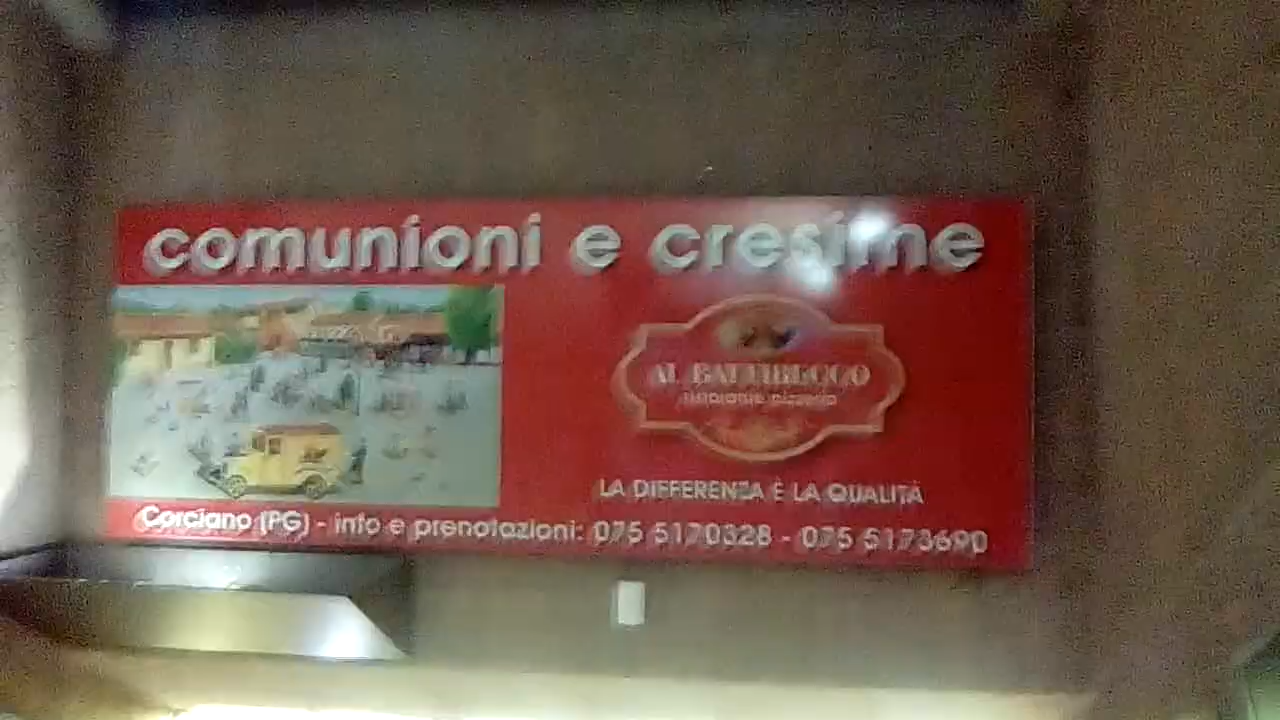 comunioni e cresime
AL BATTIBECCO
ristorante pizzeria
LA DIFFERENZA È LA QUALITÀ
Corciano (PG) - info e prenotazioni: 075 5170328 - 075 5173690